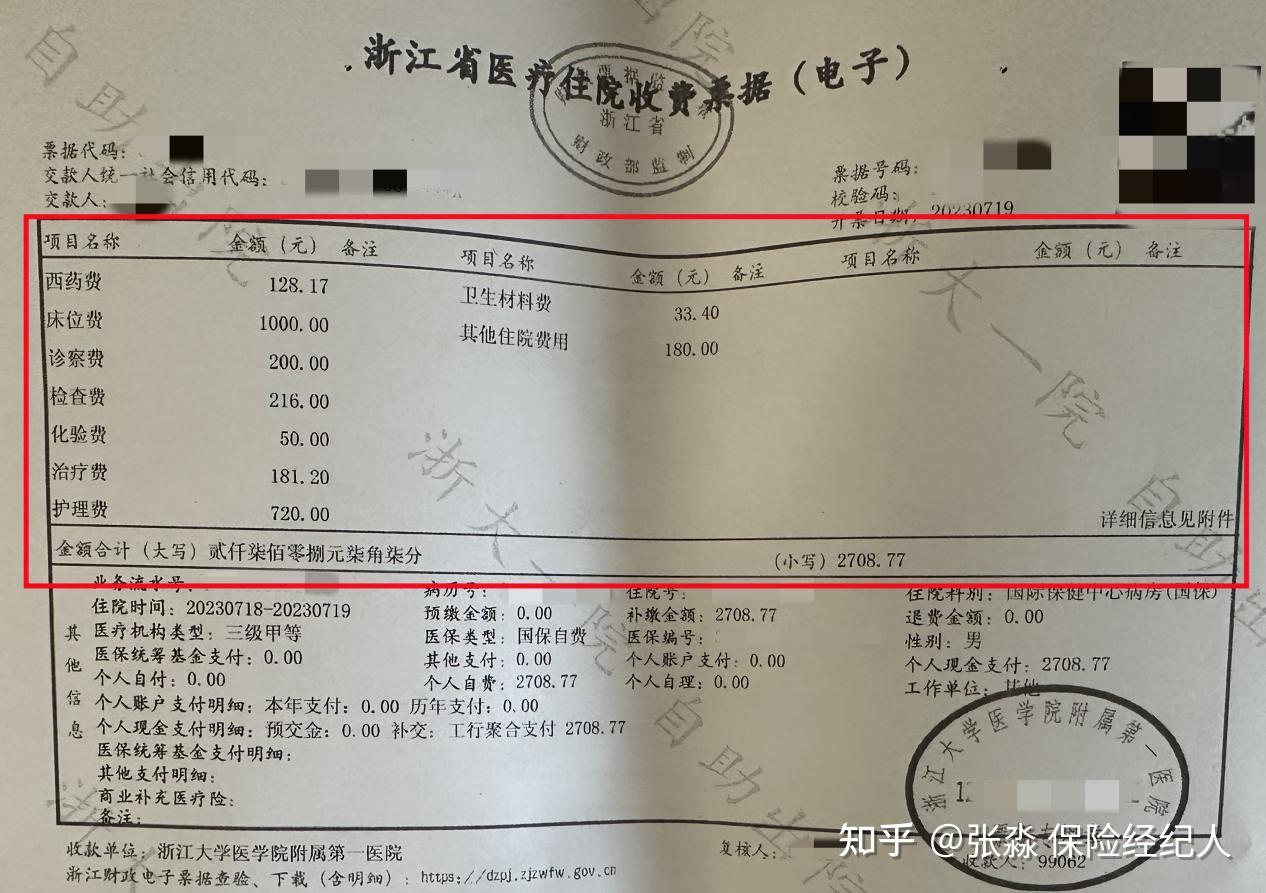 浙江省医疗住院收费票据（电子）
票据监
浙江省
财政部监制
票据代码：
交款人统一社会信用代码：
交款人：
票据号码：
校验码：
开票日期：20230719
项目名称 金额（元） 备注 项目名称 金额（元） 备注 项目名称 金额（元） 备注
西药费 128.17 卫生材料费 33.40
床位费 1000.00 其他住院费用 180.00
诊察费 200.00
检查费 216.00
化验费 50.00
治疗费 181.20
护理费 720.00
详细信息见附件
金额合计（大写）贰仟柒佰零捌元柒角柒分 （小写）2708.77
其他信息
业务流水号： 病历号： 住院号： 住院科别：国际保健中心病房(国保)
住院时间：20230718-20230719 预缴金额：0.00 补缴金额：2708.77 退费金额：0.00
医疗机构类型：三级甲等 医保类型：国保自费 医保编号： 性别：男
医保统筹基金支付：0.00 其他支付：0.00 个人账户支付：0.00 个人现金支付：2708.77
个人自付：0.00 个人自费：2708.77 个人自理：0.00 工作单位：其他
个人账户支付明细：本年支付：0.00 历年支付：0.00
个人现金支付明细：预交金：0.00 补交：工行聚合支付 2708.77
医保统筹基金支付明细：
其他支付明细：
商业补充医疗险：
备注：
浙江大学医学院附属第一医院
收款单位：浙江大学医学院附属第一医院 复核人： 收款人：99062
浙江财政电子票据查验、下载（含明细）：https://dzpj.zjzwfw.gov.cn
自助
院
浙大一院
浙大一院
自助出院
自助出
知乎 @张淼 保险经纪人